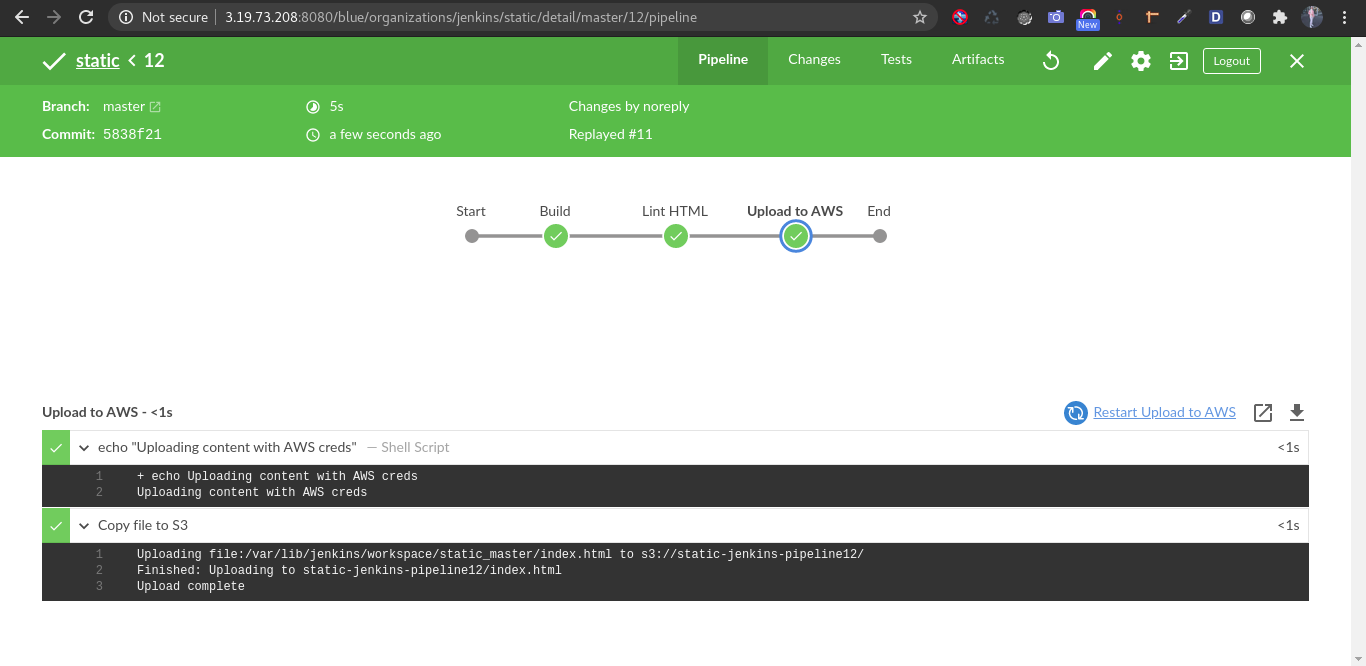 Not secure 3.19.73.208:8080/blue/organizations/jenkins/static/detail/master/12/pipeline
New
D
static < 12 Pipeline Changes Tests Artifacts Logout
Branch: master 5s Changes by noreply
Commit: 5838f21 a few seconds ago Replayed #11
Start Build Lint HTML Upload to AWS End
Upload to AWS - <1s Restart Upload to AWS
echo "Uploading content with AWS creds" — Shell Script <1s
1 + echo Uploading content with AWS creds
2 Uploading content with AWS creds
Copy file to S3 <1s
1 Uploading file:/var/lib/jenkins/workspace/static_master/index.html to s3://static-jenkins-pipeline12/
2 Finished: Uploading to static-jenkins-pipeline12/index.html
3 Upload complete